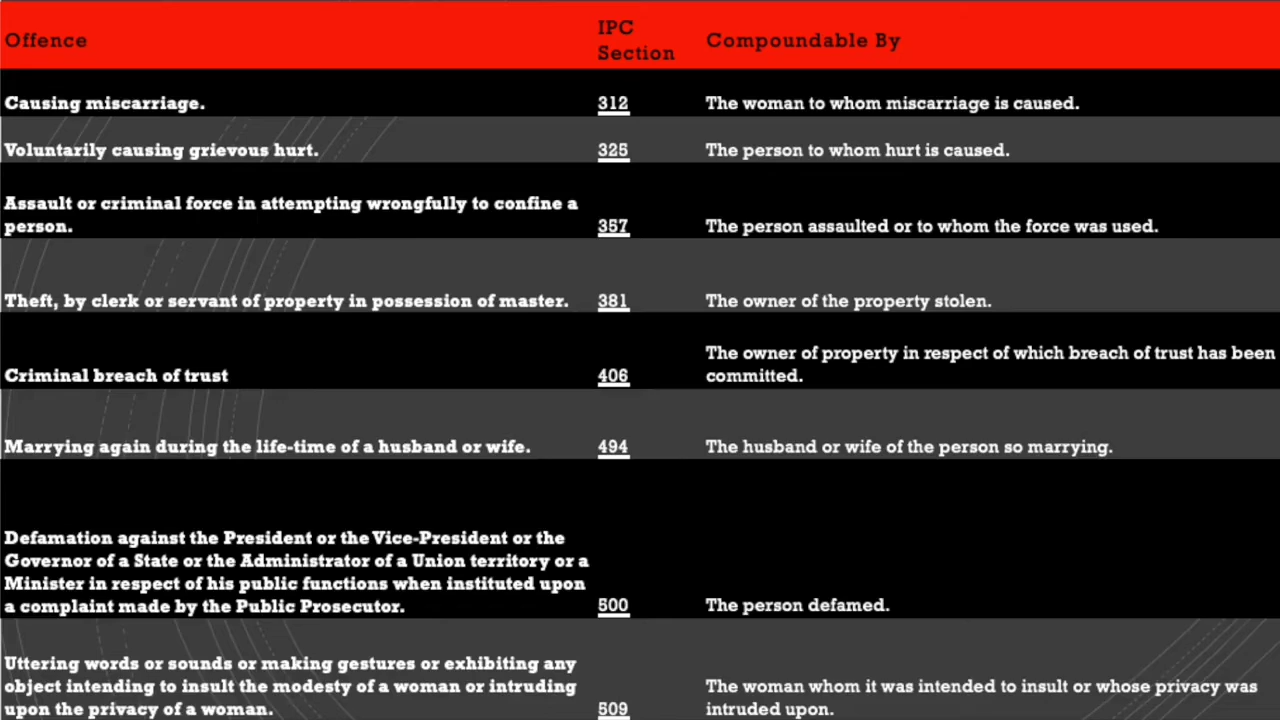 Offence IPC Section Compoundable By
Causing miscarriage. 312 The woman to whom miscarriage is caused.
Voluntarily causing grievous hurt. 325 The person to whom hurt is caused.
Assault or criminal force in attempting wrongfully to confine a
person. 357 The person assaulted or to whom the force was used.
Theft, by clerk or servant of property in possession of master. 381 The owner of the property stolen.
Criminal breach of trust 406 The owner of property in respect of which breach of trust has been
committed.
Marrying again during the life-time of a husband or wife. 494 The husband or wife of the person so marrying.
Defamation against the President or the Vice-President or the
Governor of a State or the Administrator of a Union territory or a
Minister in respect of his public functions when instituted upon
a complaint made by the Public Prosecutor. 500 The person defamed.
Uttering words or sounds or making gestures or exhibiting any
object intending to insult the modesty of a woman or intruding
upon the privacy of a woman. 509 The woman whom it was intended to insult or whose privacy was
intruded upon.